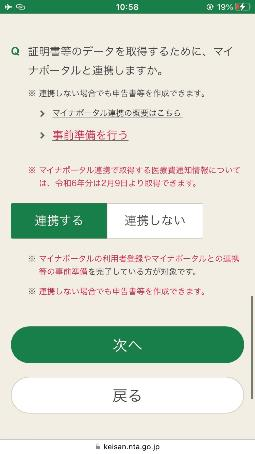 10:58
19%
Q 証明書等のデータを取得するために、マイ
ナポータルと連携しますか。
※ 連携しない場合でも申告書等を作成できます。
マイナポータル連携の概要はこちら
事前準備を行う
※ マイナポータル連携で取得する医療費通知情報について
は、令和6年分は2月9日より取得できます。
連携する 連携しない
※ マイナポータルの利用者登録やマイナポータルとの連携
等の事前準備を完了している方が対象です。
※ 連携しない場合でも申告書等を作成できます。
次へ
戻る
keisan.nta.go.jp